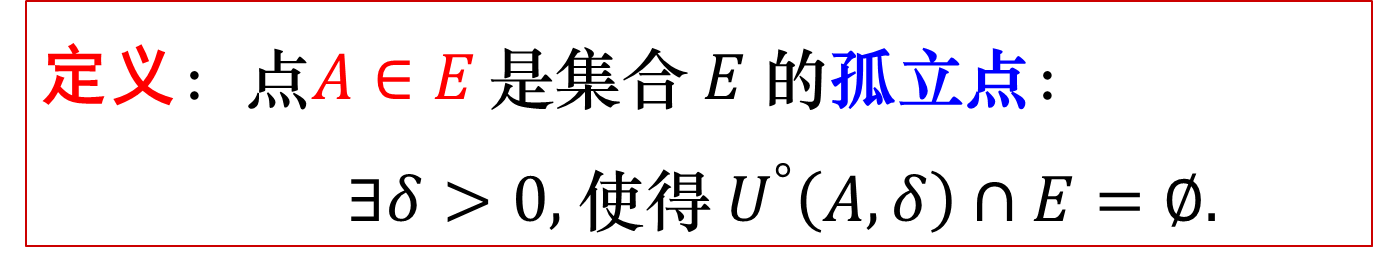 定义：点A ∈ E 是集合 E 的孤立点：
∃δ > 0, 使得 U°(A, δ) ∩ E = ∅.